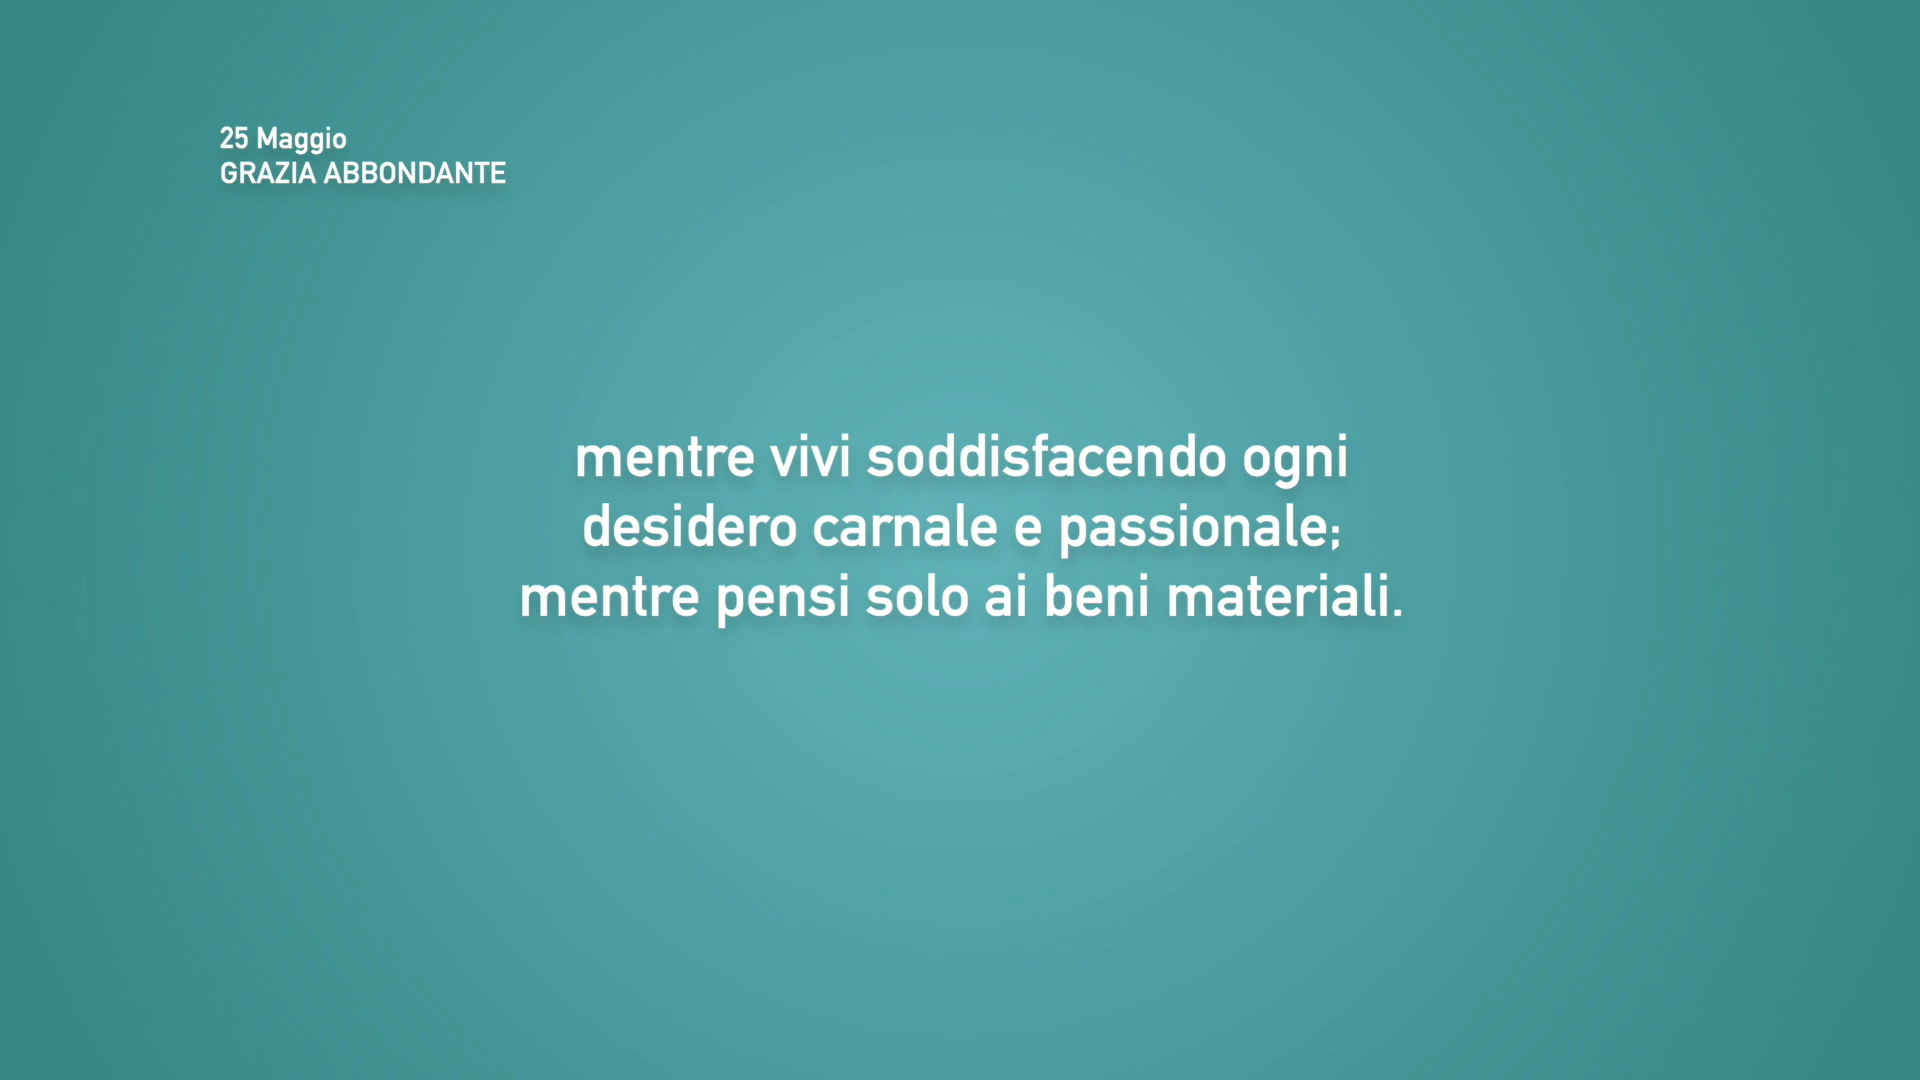 25 Maggio
GRAZIA ABBONDANTE
mentre vivi soddisfacendo ogni
desidero carnale e passionale;
mentre pensi solo ai beni materiali.